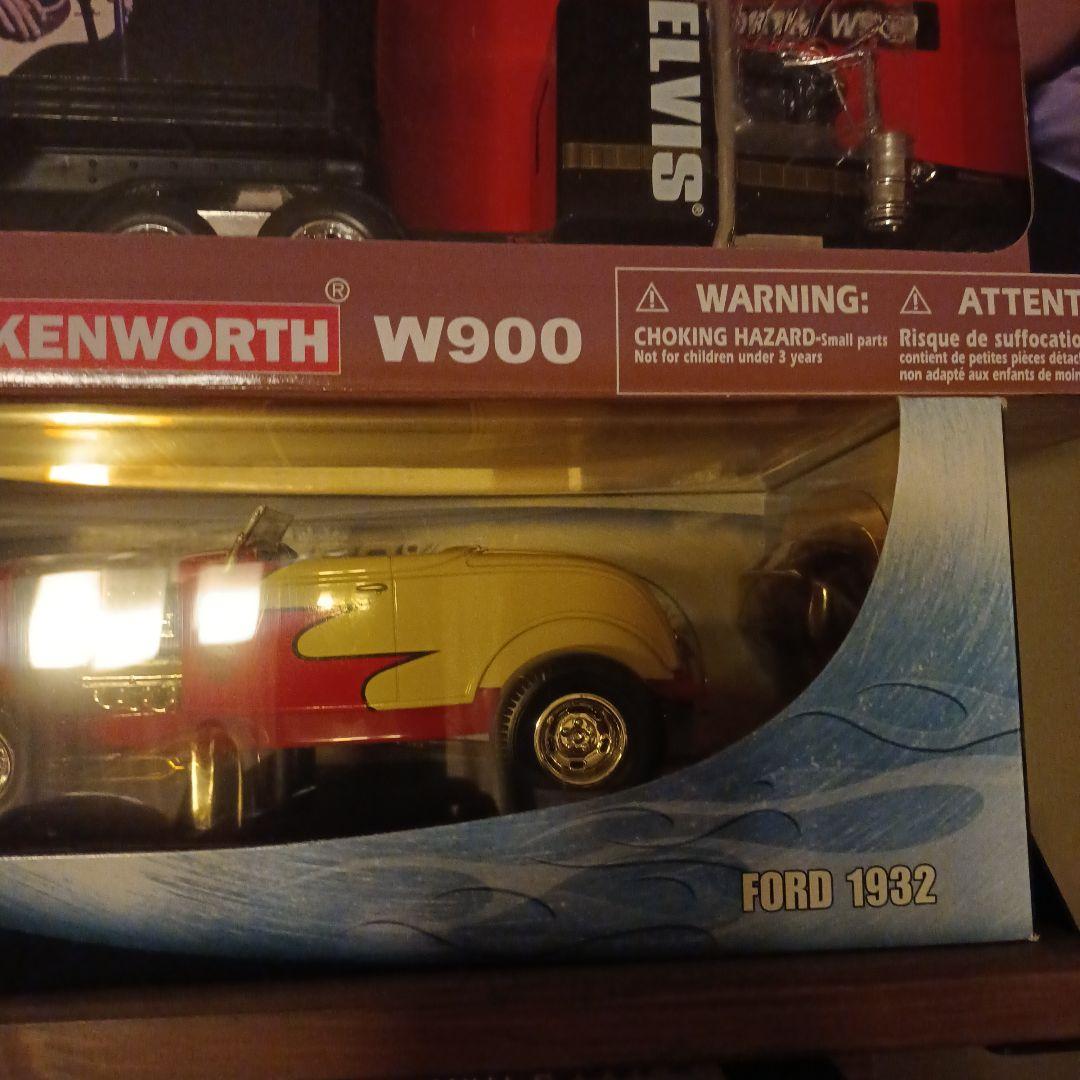 ELVIS®
W900
KENWORTH® W900
WARNING:
CHOKING HAZARD-Small parts
Not for children under 3 years
ATTENT
Risque de suffocatio
contient de petites pièces détac
non adapté aux enfants de moin
FORD 1932